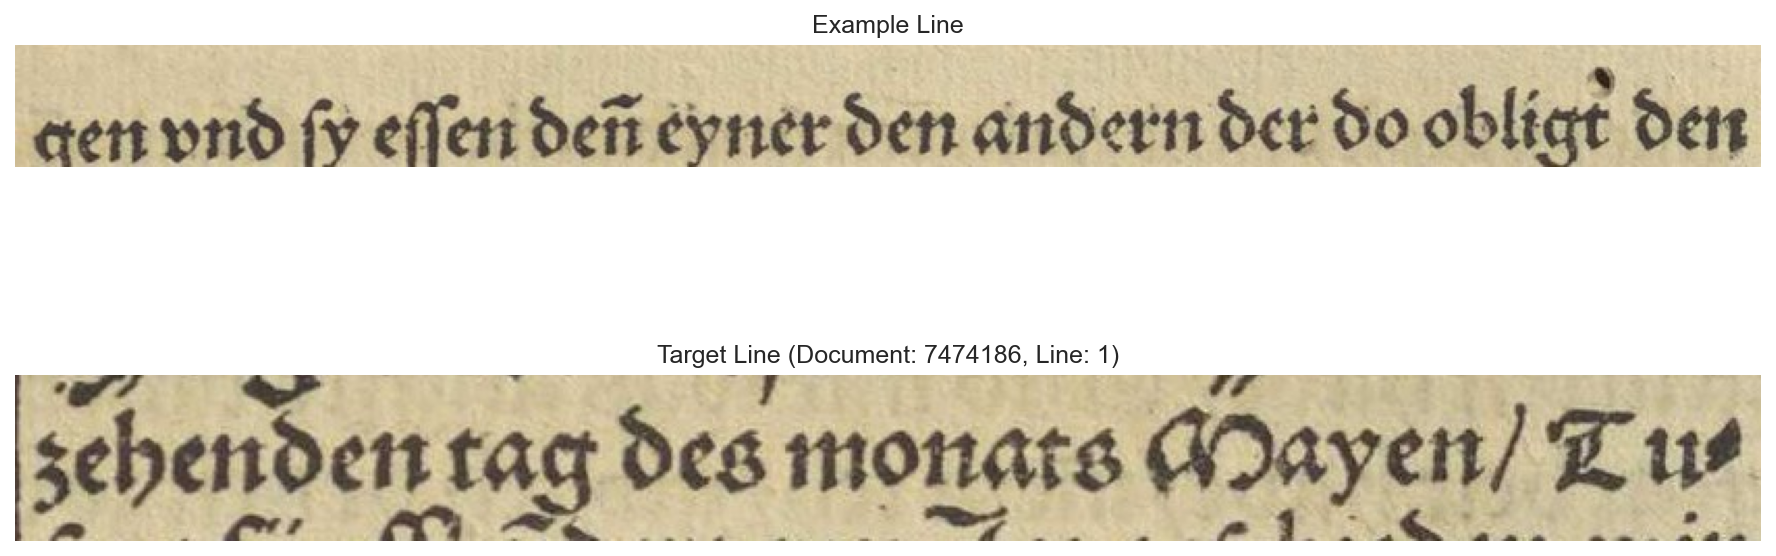 Example Line
gen vnd ſy eſſen deñ eyner den andern der do obligt den
Target Line (Document: 7474186, Line: 1)
zehenden tag des monats Mayen/ Tu⸗